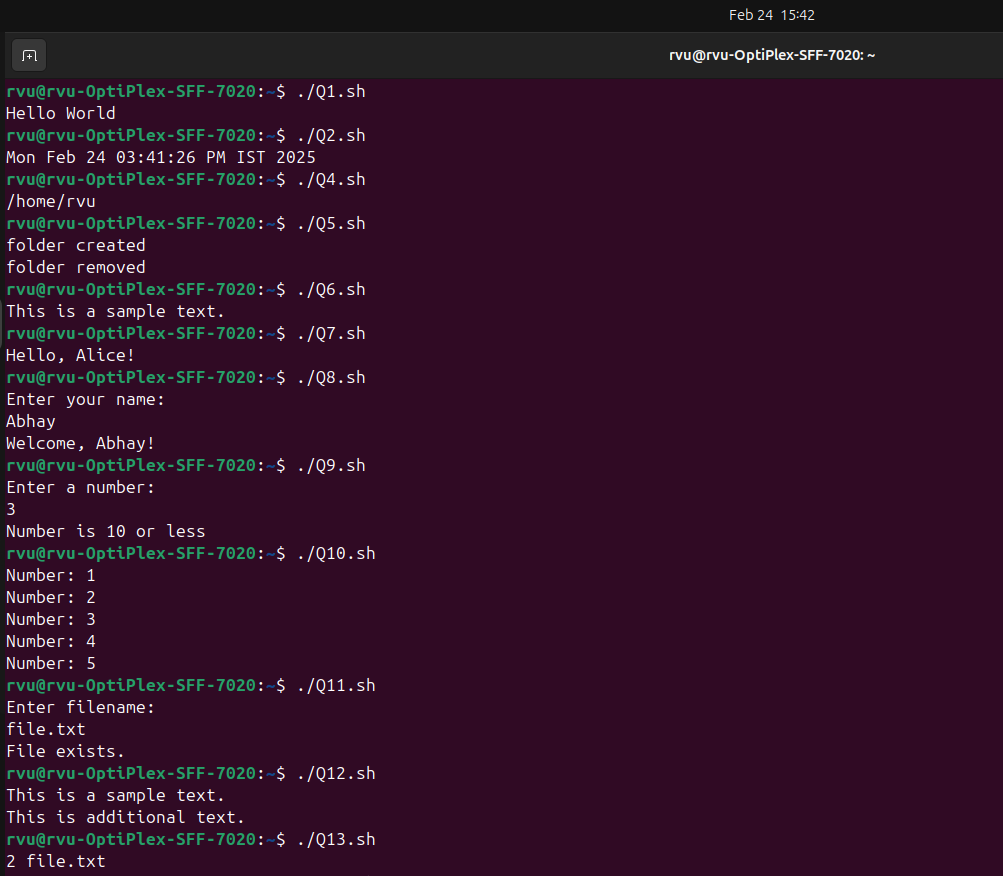 Feb 24 15:42
rvu@rvu-OptiPlex-SFF-7020: ~
rvu@rvu-OptiPlex-SFF-7020:~$ ./Q1.sh
Hello World
rvu@rvu-OptiPlex-SFF-7020:~$ ./Q2.sh
Mon Feb 24 03:41:26 PM IST 2025
rvu@rvu-OptiPlex-SFF-7020:~$ ./Q4.sh
/home/rvu
rvu@rvu-OptiPlex-SFF-7020:~$ ./Q5.sh
folder created
folder removed
rvu@rvu-OptiPlex-SFF-7020:~$ ./Q6.sh
This is a sample text.
rvu@rvu-OptiPlex-SFF-7020:~$ ./Q7.sh
Hello, Alice!
rvu@rvu-OptiPlex-SFF-7020:~$ ./Q8.sh
Enter your name:
Abhay
Welcome, Abhay!
rvu@rvu-OptiPlex-SFF-7020:~$ ./Q9.sh
Enter a number:
3
Number is 10 or less
rvu@rvu-OptiPlex-SFF-7020:~$ ./Q10.sh
Number: 1
Number: 2
Number: 3
Number: 4
Number: 5
rvu@rvu-OptiPlex-SFF-7020:~$ ./Q11.sh
Enter filename:
file.txt
File exists.
rvu@rvu-OptiPlex-SFF-7020:~$ ./Q12.sh
This is a sample text.
This is additional text.
rvu@rvu-OptiPlex-SFF-7020:~$ ./Q13.sh
2 file.txt